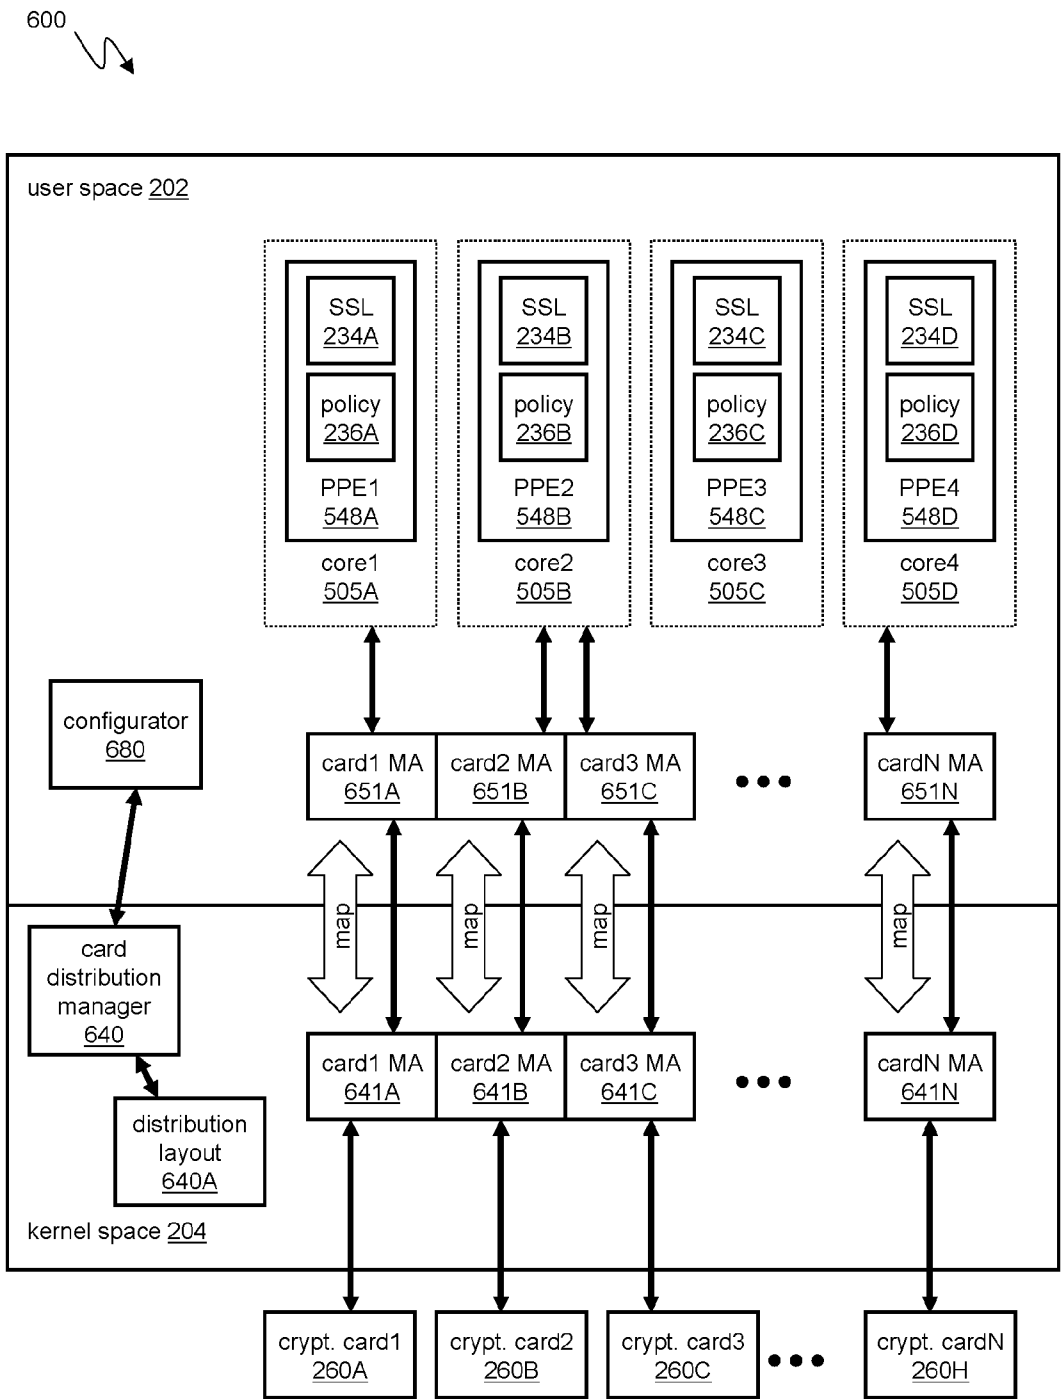 600
user space 202
SSL
234A
SSL
234B
SSL
234C
SSL
234D
policy
236A
policy
236B
policy
236C
policy
236D
PPE1
548A
PPE2
548B
PPE3
548C
PPE4
548D
core1
505A
core2
505B
core3
505C
core4
505D
configurator
680
card1 MA
651A
card2 MA
651B
card3 MA
651C
cardN MA
651N
map
map
map
map
card
distribution
manager
640
card1 MA
641A
card2 MA
641B
card3 MA
641C
cardN MA
641N
distribution
layout
640A
kernel space 204
crypt. card1
260A
crypt. card2
260B
crypt. card3
260C
crypt. cardN
260H